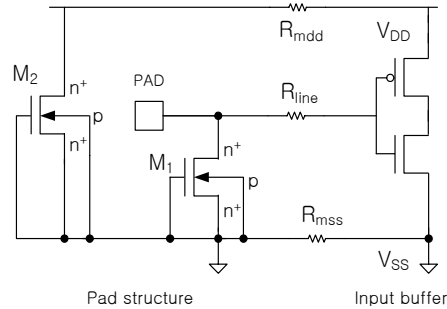 R_mdd
V_DD
M_2
n+
PAD
R_line
p
n+
n+
M_1
p
n+
R_mss
V_SS
Pad structure
Input buffer